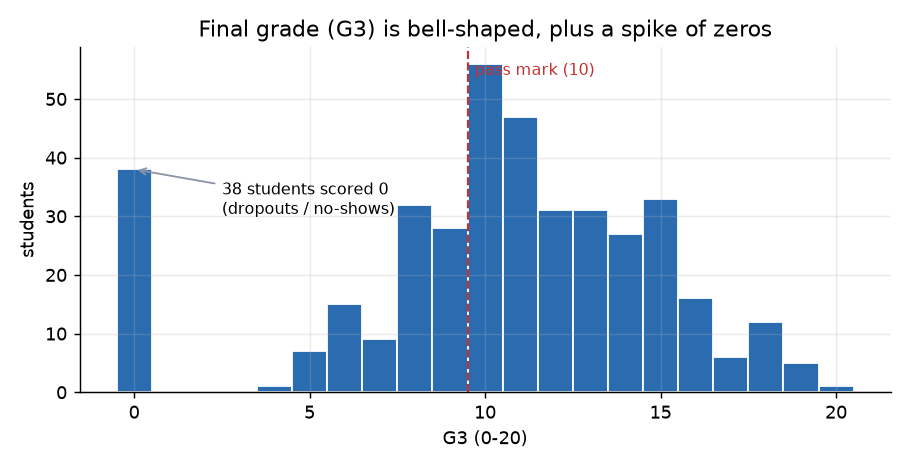 Final grade (G3) is bell-shaped, plus a spike of zeros
pass mark (10)
38 students scored 0
(dropouts / no-shows)
students
50
40
30
20
10
0
0 5 10 15 20
G3 (0-20)